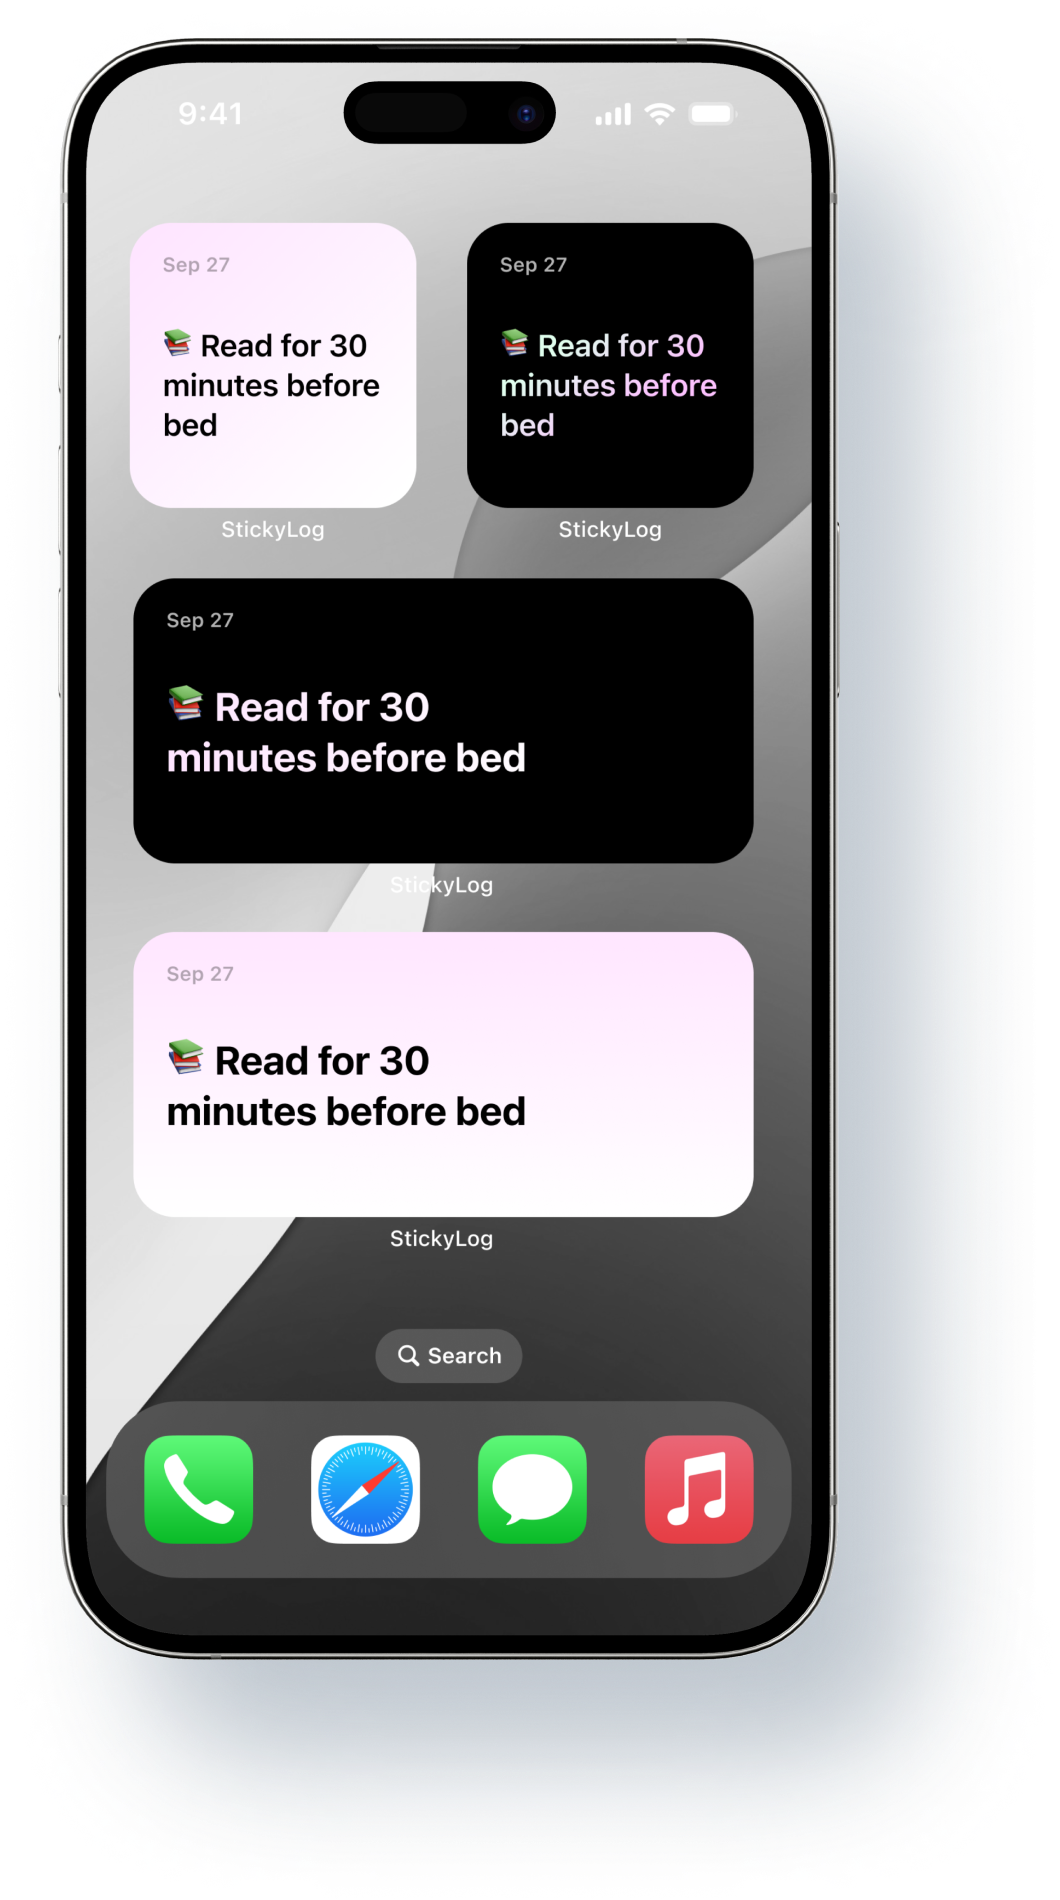 9:41
Sep 27
📚 Read for 30
minutes before
bed
StickyLog
Sep 27
📚 Read for 30
minutes before
bed
StickyLog
Sep 27
📚 Read for 30
minutes before bed
StickyLog
Sep 27
📚 Read for 30
minutes before bed
StickyLog
Search